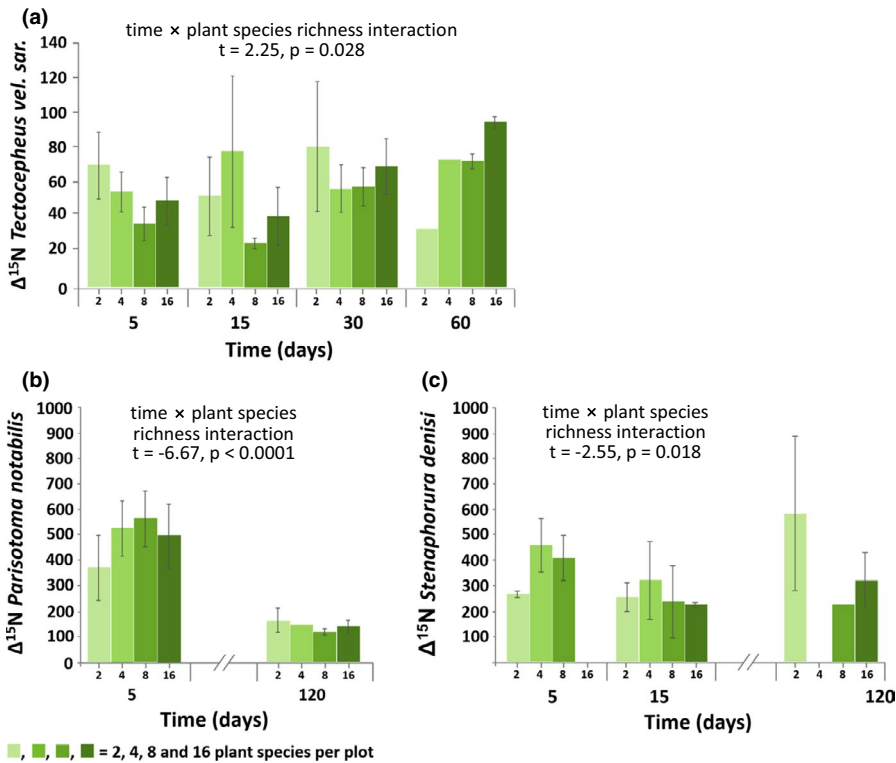 (a)
time × plant species richness interaction
t = 2.25, p = 0.028
Δ¹⁵N Tectocepheus vel. sar.
140
120
100
80
60
40
20
0
2 4 8 16 2 4 8 16 2 4 8 16 2 4 8 16
5 15 30 60
Time (days)
(b)
time × plant species
richness interaction
t = -6.67, p < 0.0001
Δ¹⁵N Parisotoma notabilis
1000
900
800
700
600
500
400
300
200
100
0
2 4 8 16 2 4 8 16
5 120
Time (days)
(c)
time × plant species
richness interaction
t = -2.55, p = 0.018
Δ¹⁵N Stenaphorura denisi
1000
900
800
700
600
500
400
300
200
100
2 4 8 16 2 4 8 16 2 4 8 16
5 15 120
Time (days)
, , , = 2, 4, 8 and 16 plant species per plot